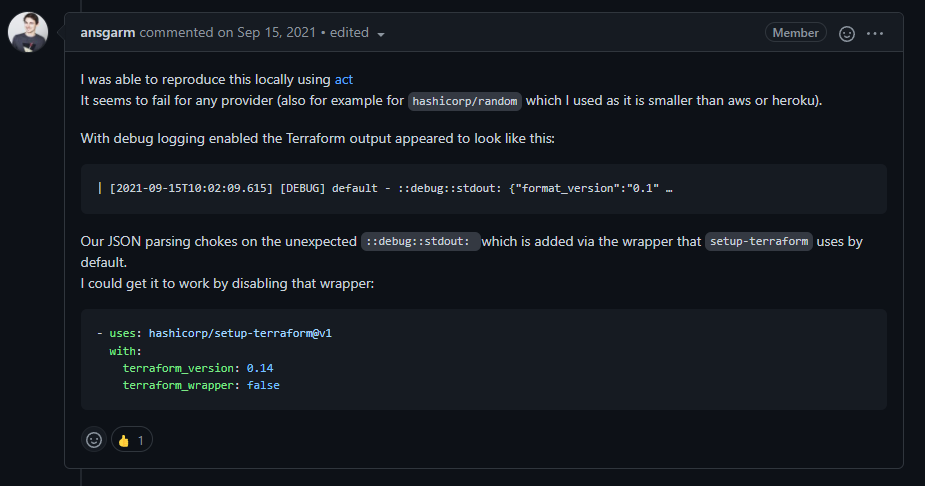 ansgarm commented on Sep 15, 2021 • edited
Member
I was able to reproduce this locally using act
It seems to fail for any provider (also for example for hashicorp/random which I used as it is smaller than aws or heroku).
With debug logging enabled the Terraform output appeared to look like this:
| [2021-09-15T10:02:09.615] [DEBUG] default - ::debug::stdout: {"format_version":"0.1" …
Our JSON parsing chokes on the unexpected ::debug::stdout: which is added via the wrapper that setup-terraform uses by
default.
I could get it to work by disabling that wrapper:
- uses: hashicorp/setup-terraform@v1
  with:
    terraform_version: 0.14
    terraform_wrapper: false
👍 1